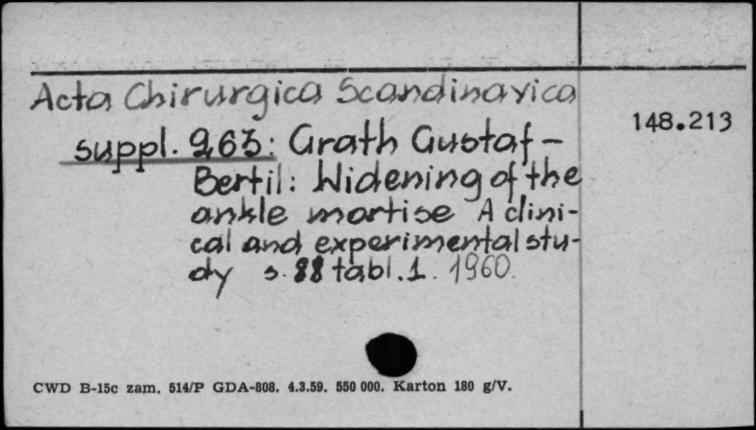 Acta Chirurgica Scandinavica
148.213
suppl. 263: Grath Gustaf-
Bertil: Widening of the
ankle mortise A clini-
cal and experimental stu-
dy s. 88 tabl. 1. 1960.
CWD B-15c zam. 514/P GDA-808. 4.3.59. 550 000. Karton 180 g/V.